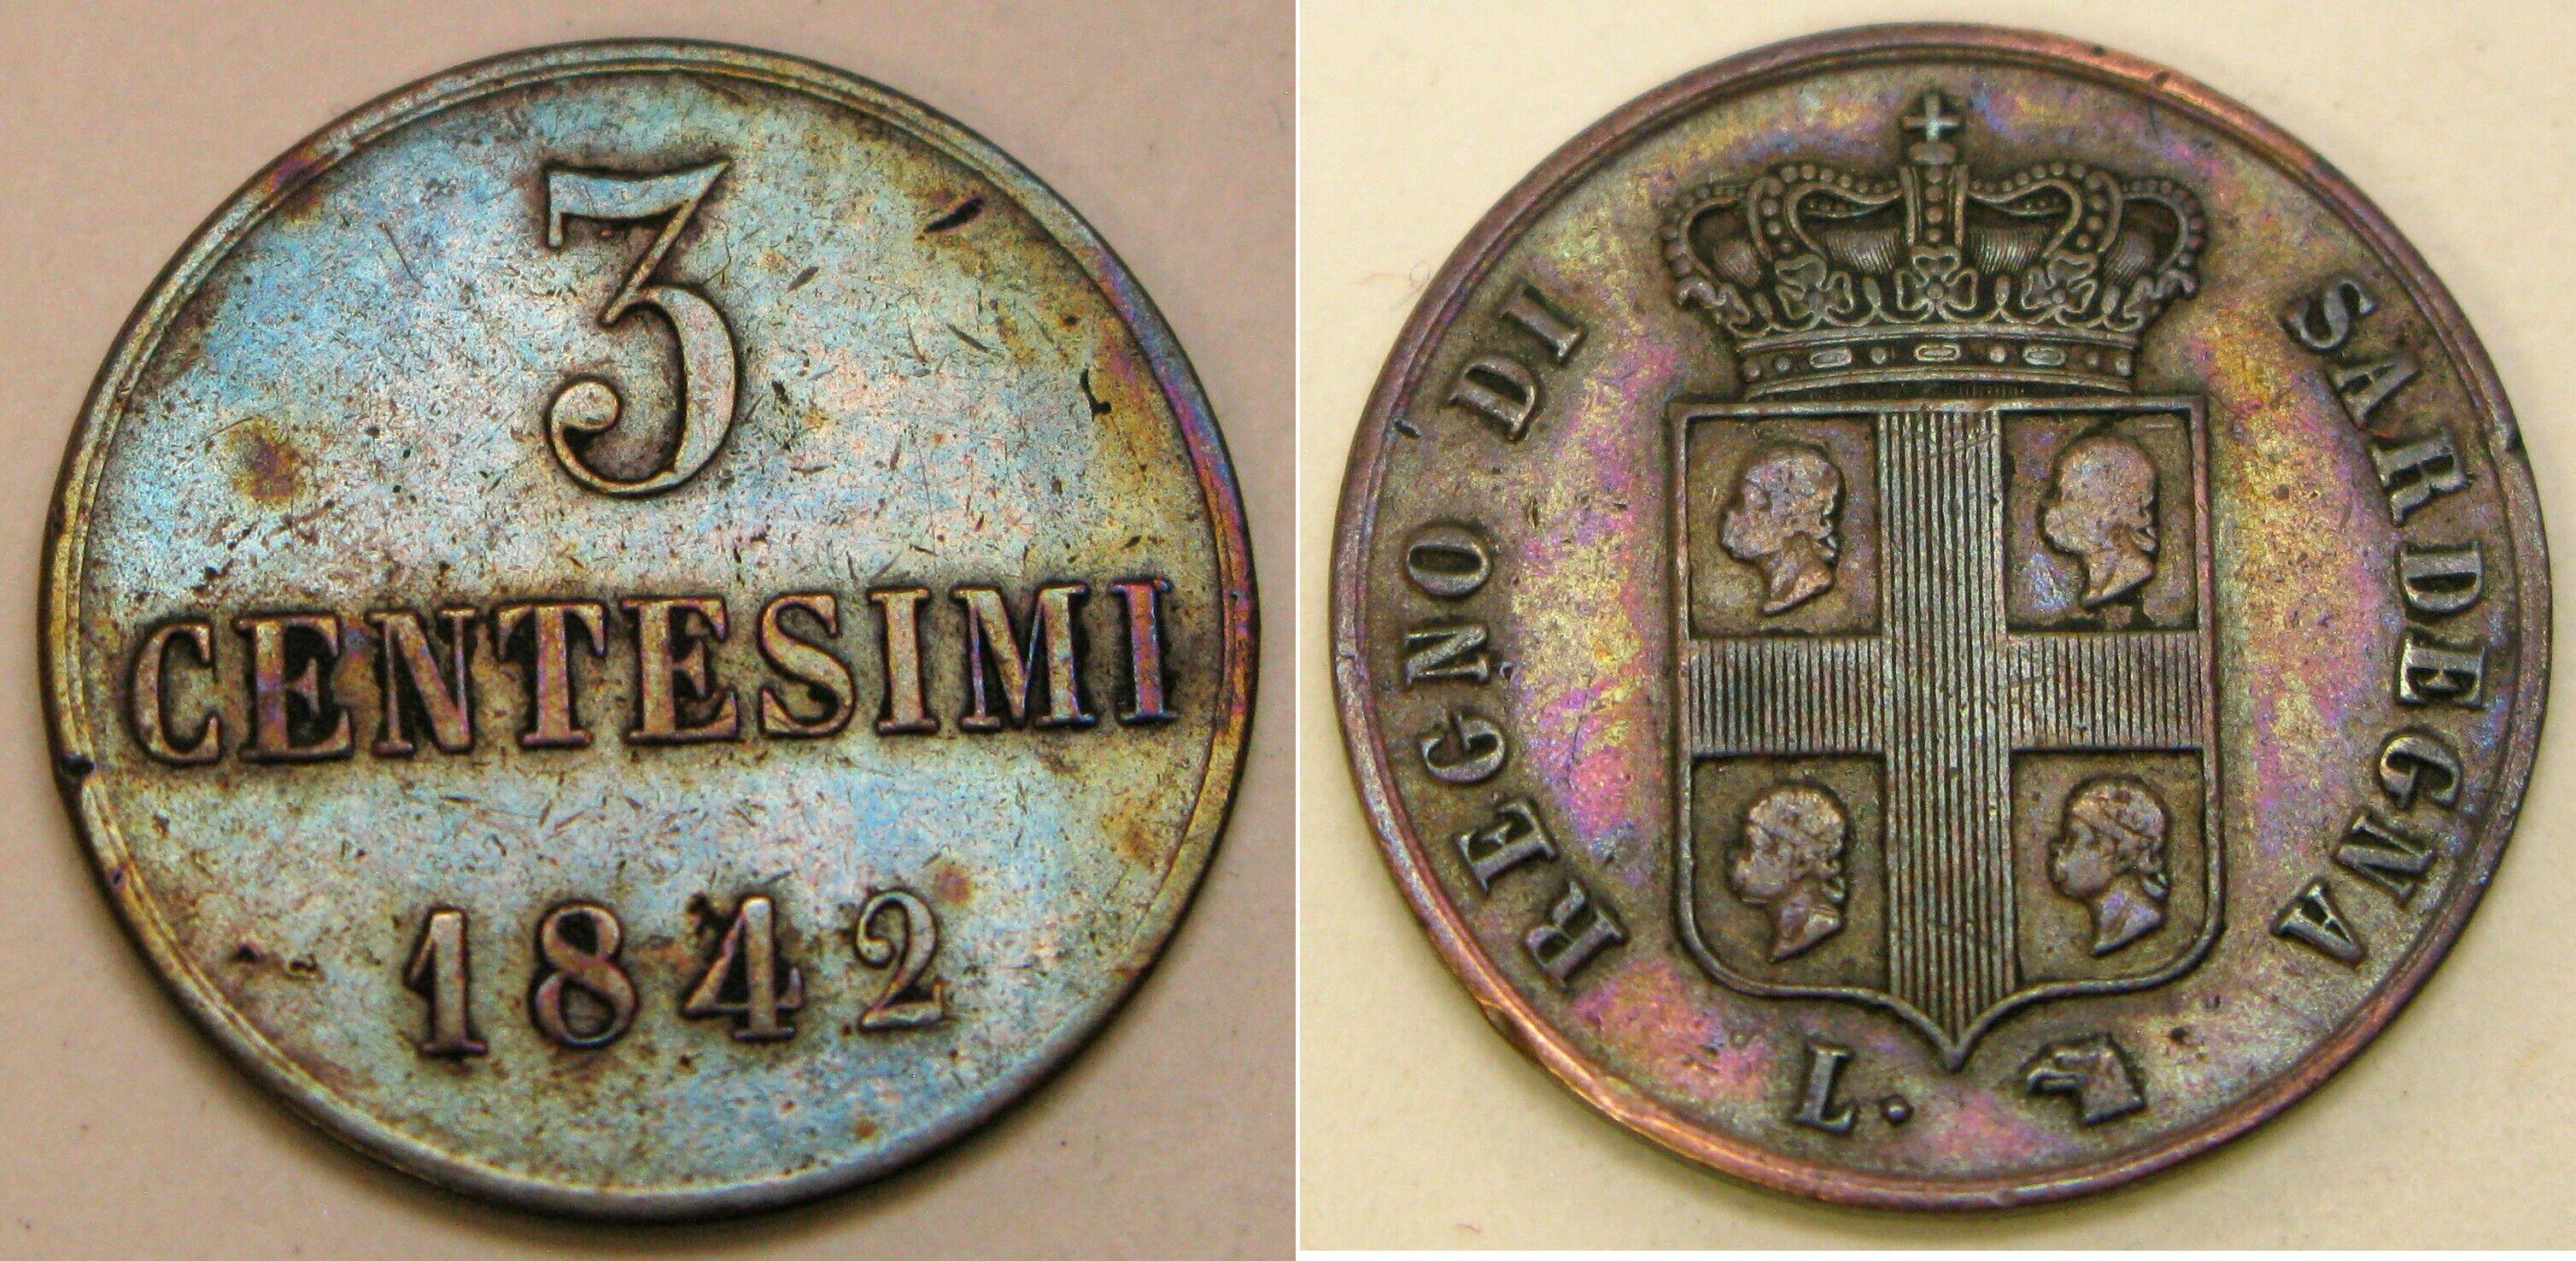 3
CENTESIMI
1842
REGNO DI SARDEGNA
L.